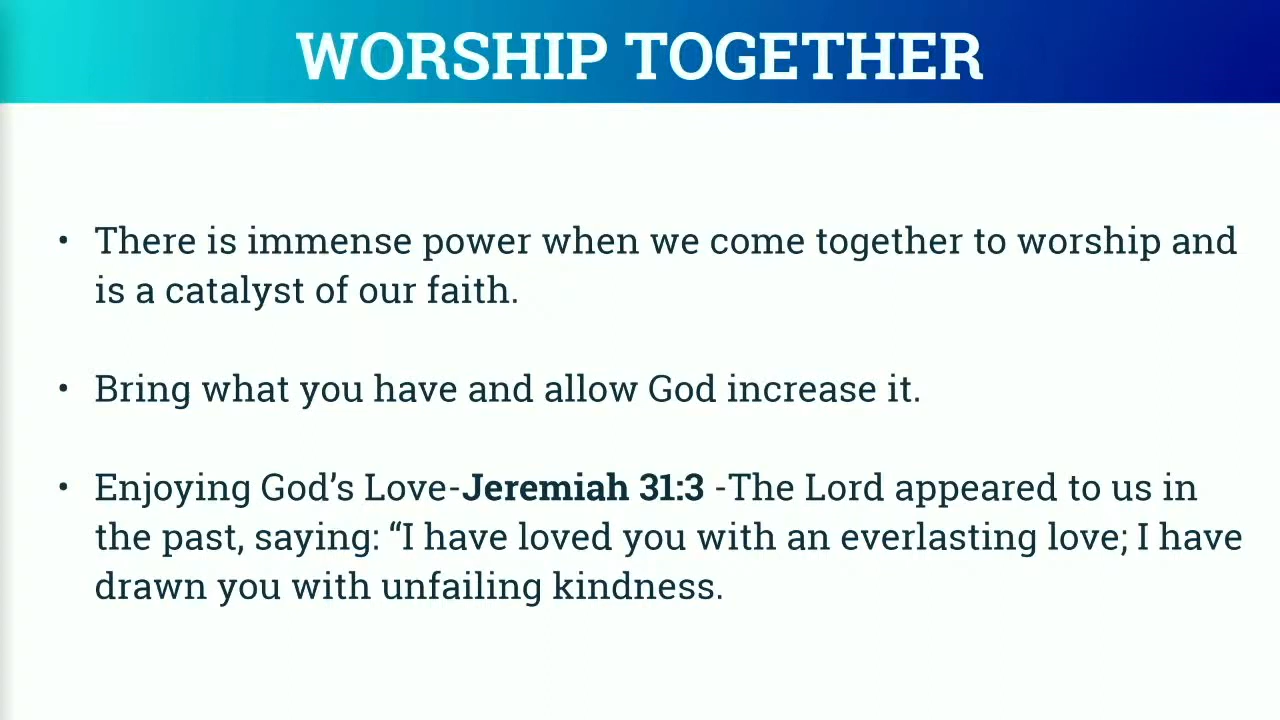 WORSHIP TOGETHER
• There is immense power when we come together to worship and
is a catalyst of our faith.
• Bring what you have and allow God increase it.
• Enjoying God’s Love-Jeremiah 31:3 -The Lord appeared to us in
the past, saying: “I have loved you with an everlasting love; I have
drawn you with unfailing kindness.